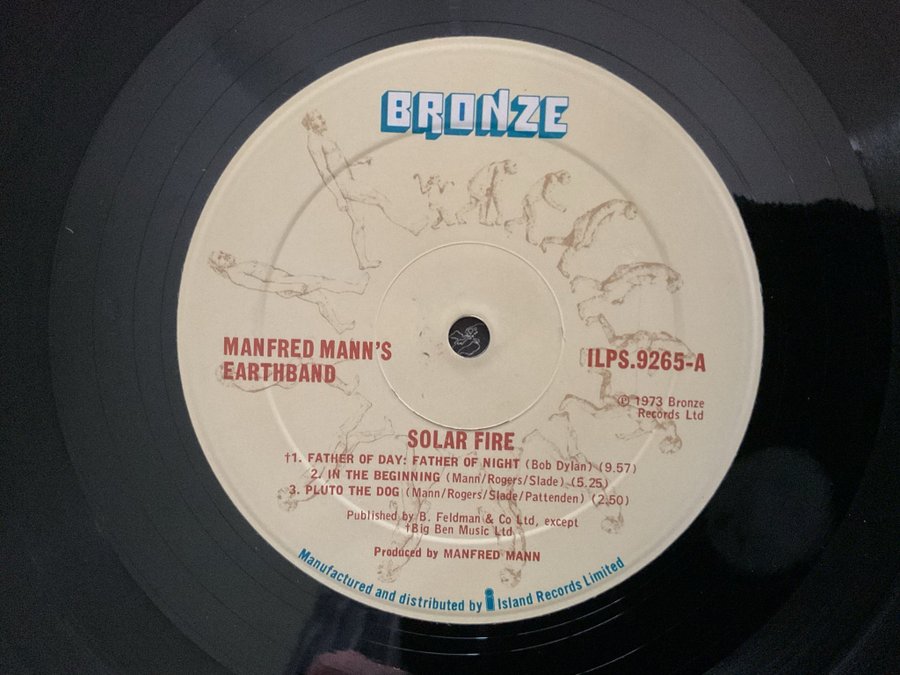 BRONZE
MANFRED MANN'S
EARTHBAND
ILPS.9265-A
℗ 1973 Bronze
Records Ltd
SOLAR FIRE
†1. FATHER OF DAY: FATHER OF NIGHT (Bob Dylan) (9.57)
2. IN THE BEGINNING (Mann/Rogers/Slade) (5.25)
3. PLUTO THE DOG (Mann/Rogers/Slade/Pattenden) (2.50)
Published by B. Feldman & Co Ltd, except
†Big Ben Music Ltd
Produced by MANFRED MANN
Manufactured and distributed by i Island Records Limited